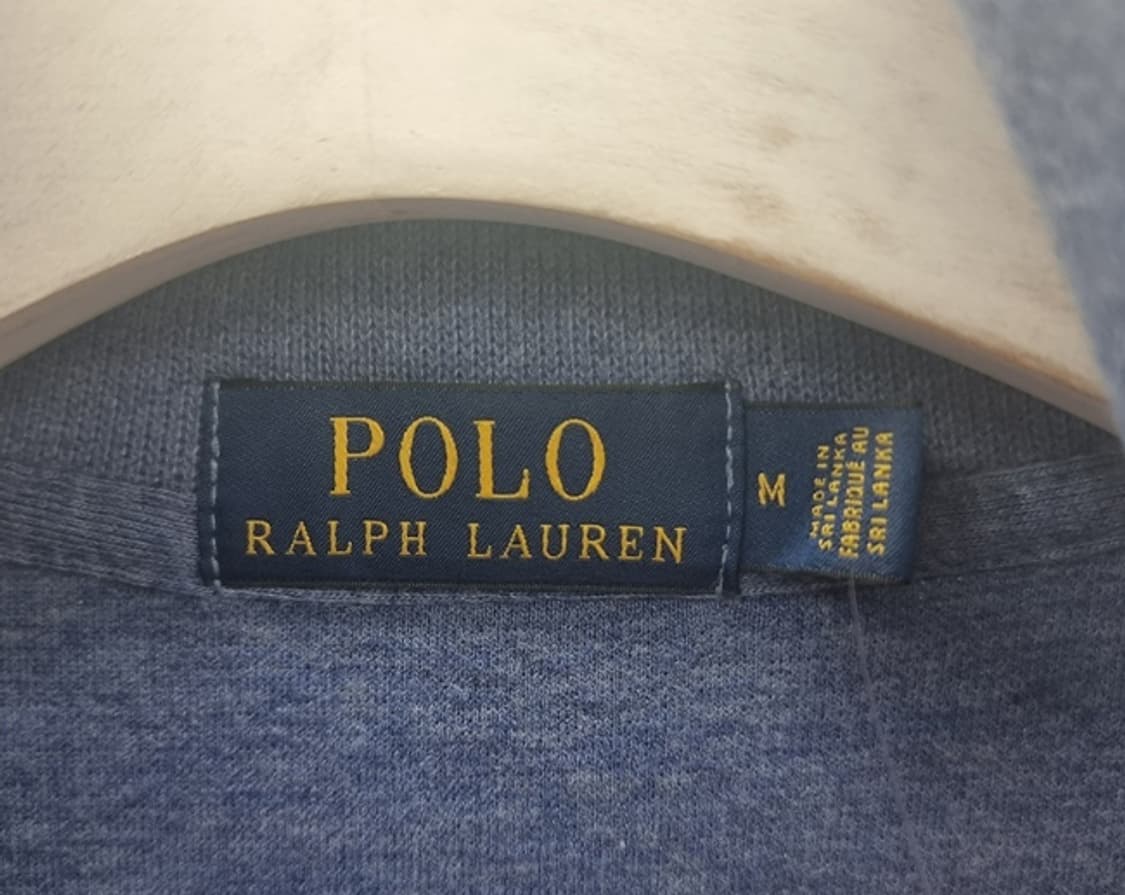 POLO
RALPH LAUREN
M
MADE IN
SRI LANKA
FABRIQUÉ AU
SRI LANKA